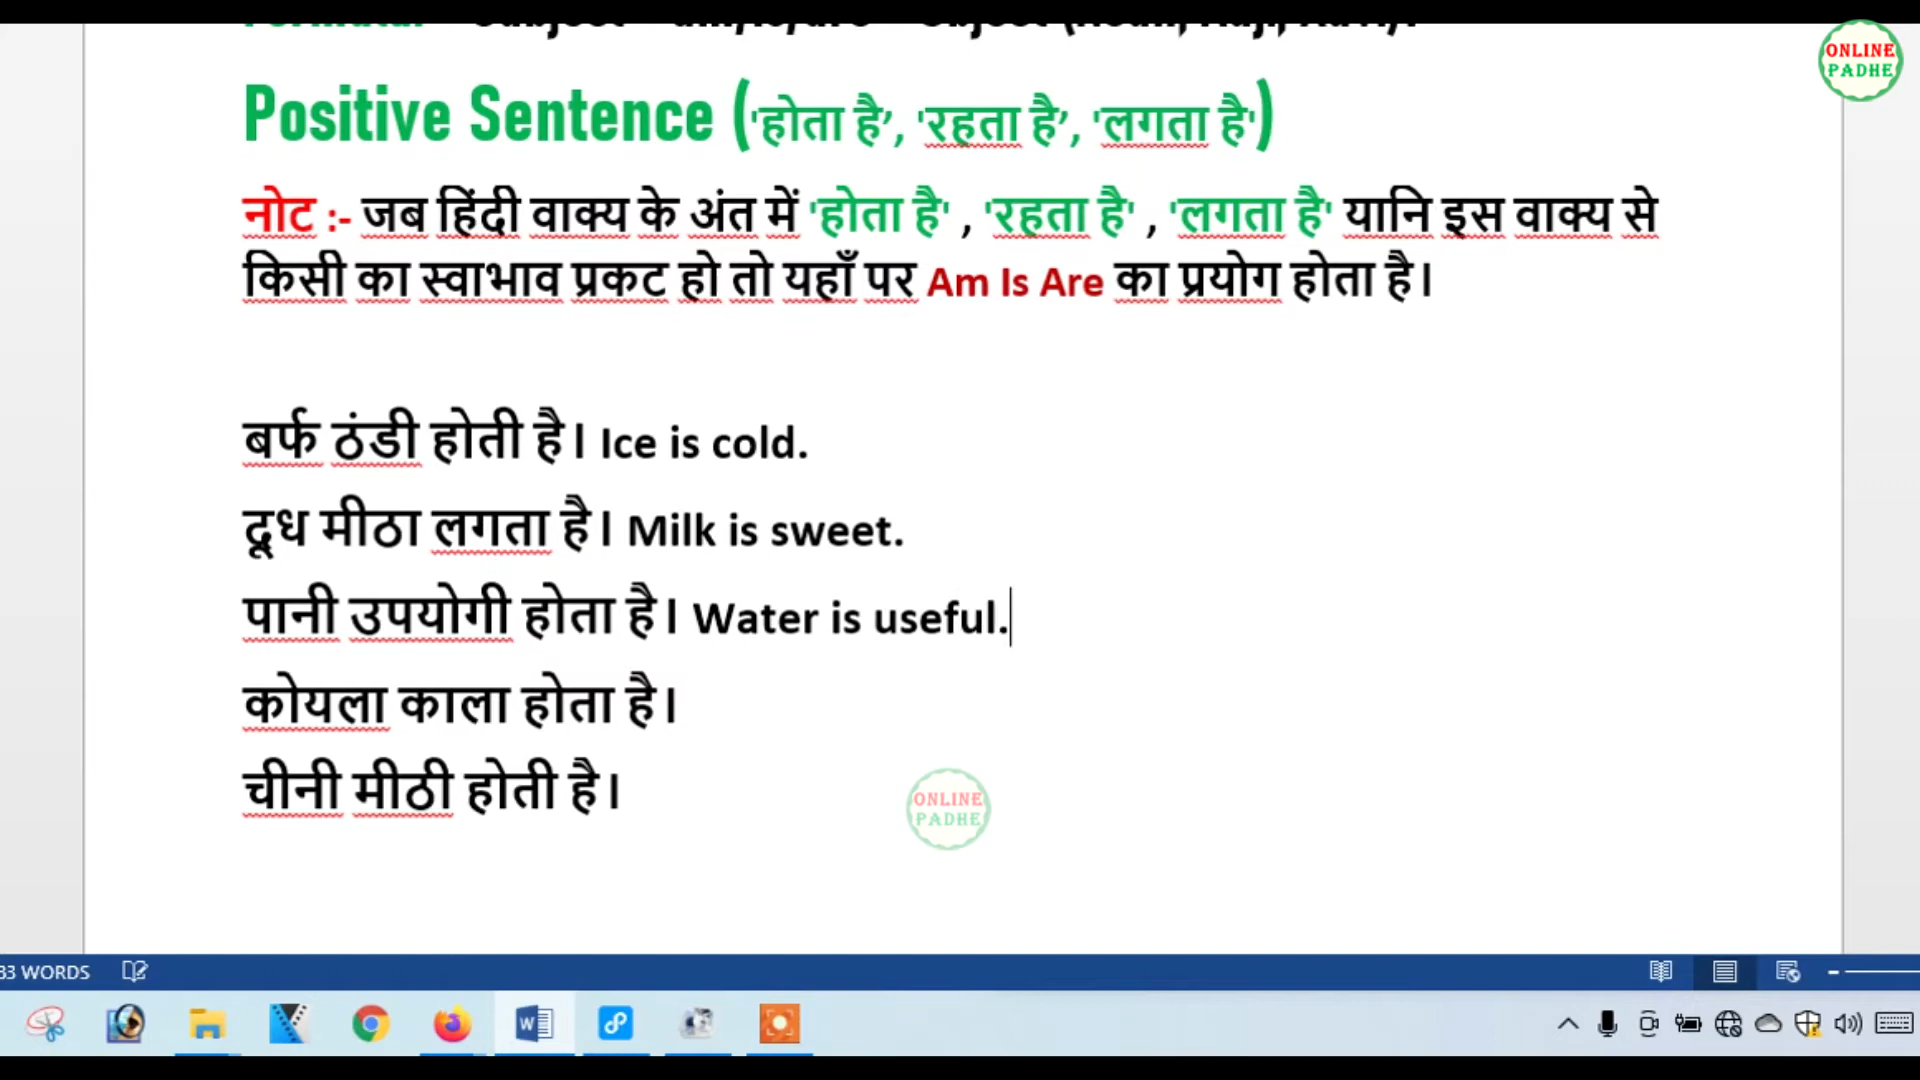 ONLINE
PADHE
Positive Sentence ('होता है’, 'रहता है’, 'लगता है')
नोट :- जब हिंदी वाक्य के अंत में 'होता है' , 'रहता है' , 'लगता है' यानि इस वाक्य से
किसी का स्वाभाव प्रकट हो तो यहाँ पर Am Is Are का प्रयोग होता है।
बर्फ ठंडी होती है। Ice is cold.
दूध मीठा लगता है। Milk is sweet.
पानी उपयोगी होता है। Water is useful.
कोयला काला होता है।
चीनी मीठी होती है।
ONLINE
PADHE
33 WORDS